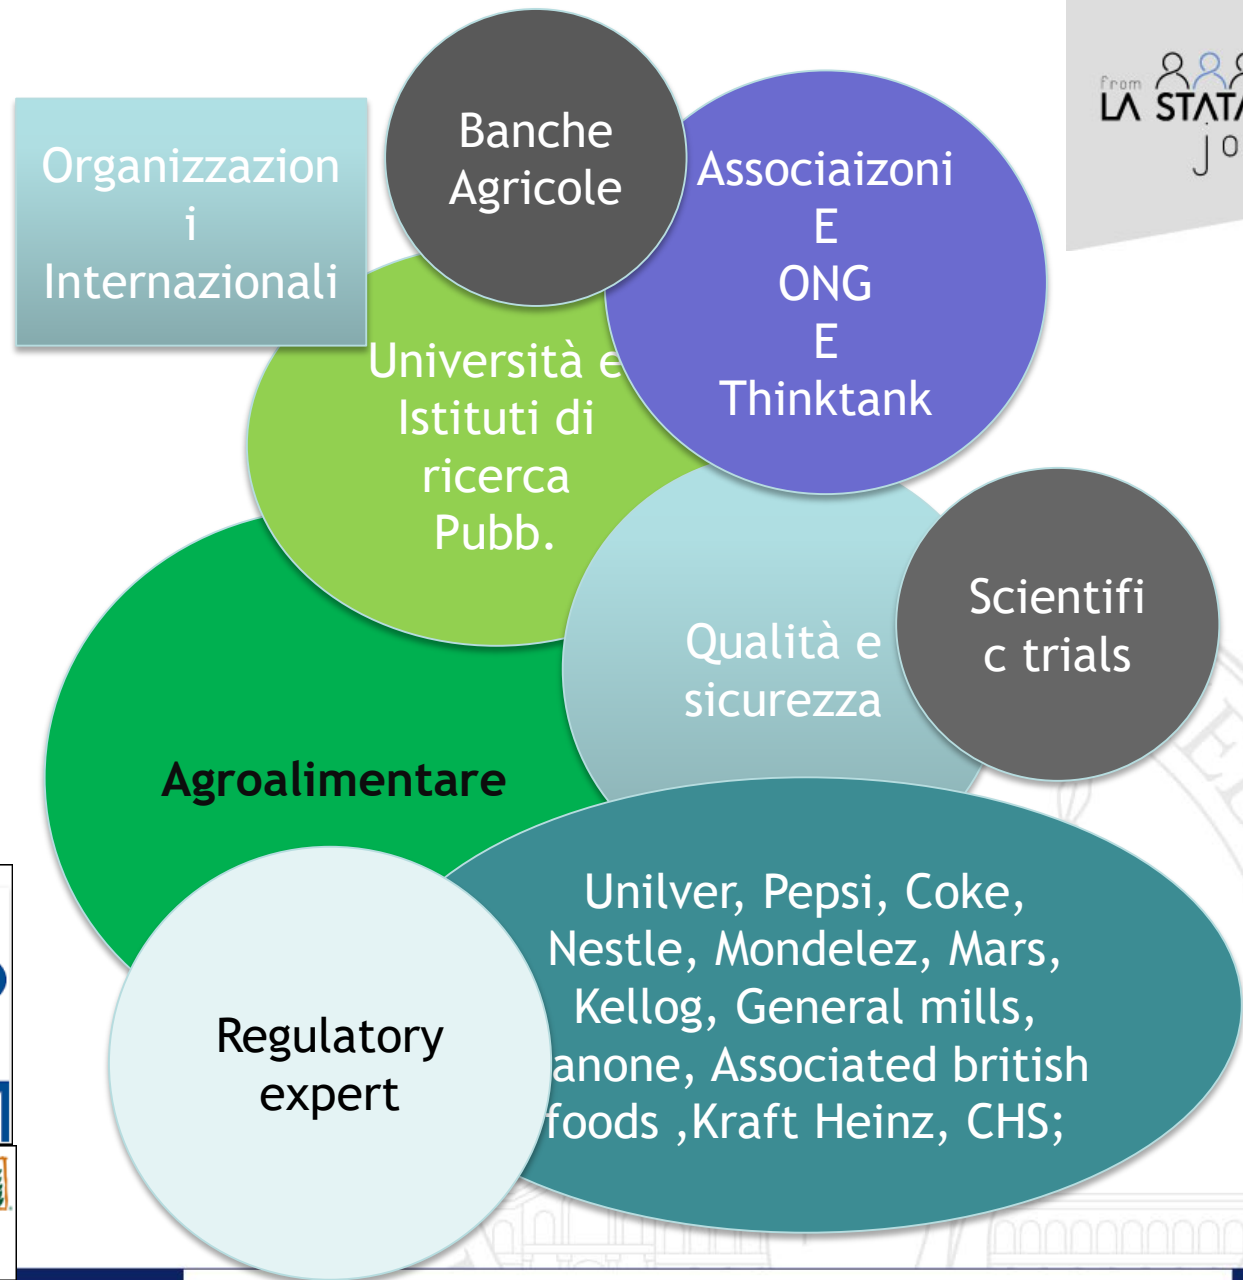 from
LA STATA
jo
Banche
Agricole
Organizzazion
i
Internazionali
Associaizoni
E
ONG
E
Thinktank
Università e
Istituti di
ricerca
Pubb.
Scientifi
c trials
Qualità e
sicurezza
Agroalimentare
Unilver, Pepsi, Coke,
Nestle, Mondelez, Mars,
Kellog, General mills,
anone, Associated british
foods ,Kraft Heinz, CHS;
Regulatory
expert